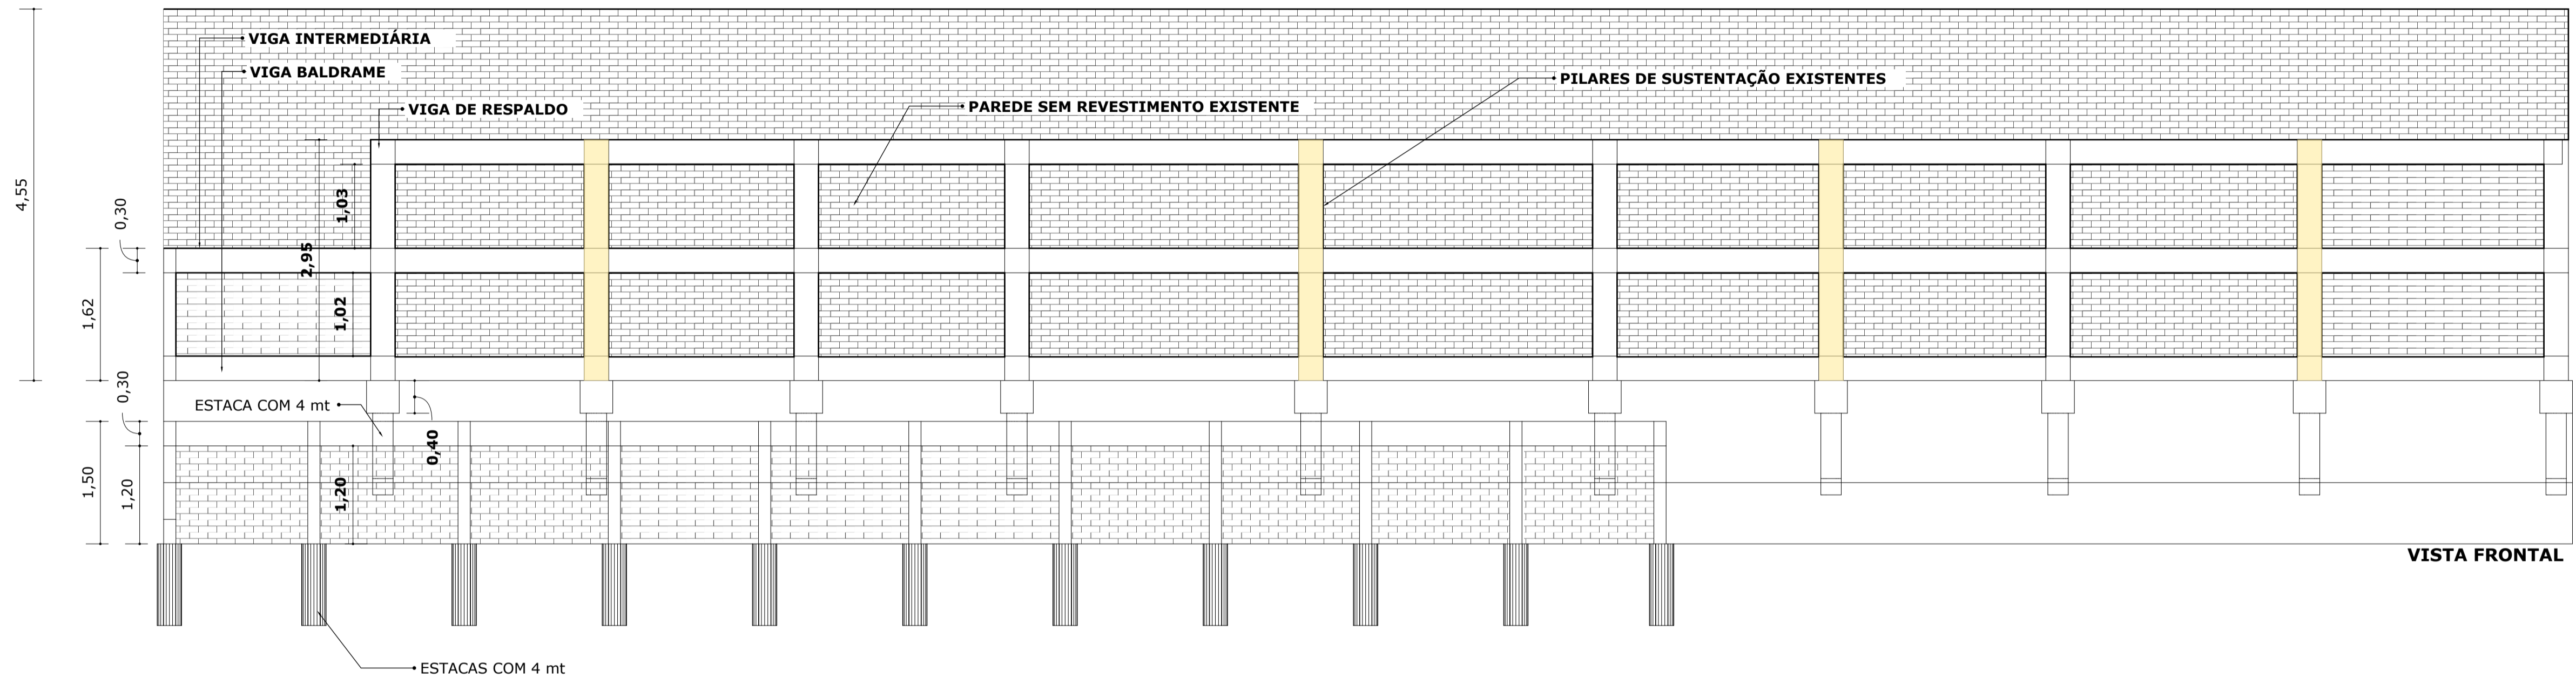 VIGA INTERMEDIÁRIA
VIGA BALDRAME
VIGA DE RESPALDO
PAREDE SEM REVESTIMENTO EXISTENTE
PILARES DE SUSTENTAÇÃO EXISTENTES
4,55
0,30
1,03
2,95
1,62
1,02
0,30
ESTACA COM 4 mt
0,40
1,50
1,20
1,20
VISTA FRONTAL
ESTACAS COM 4 mt